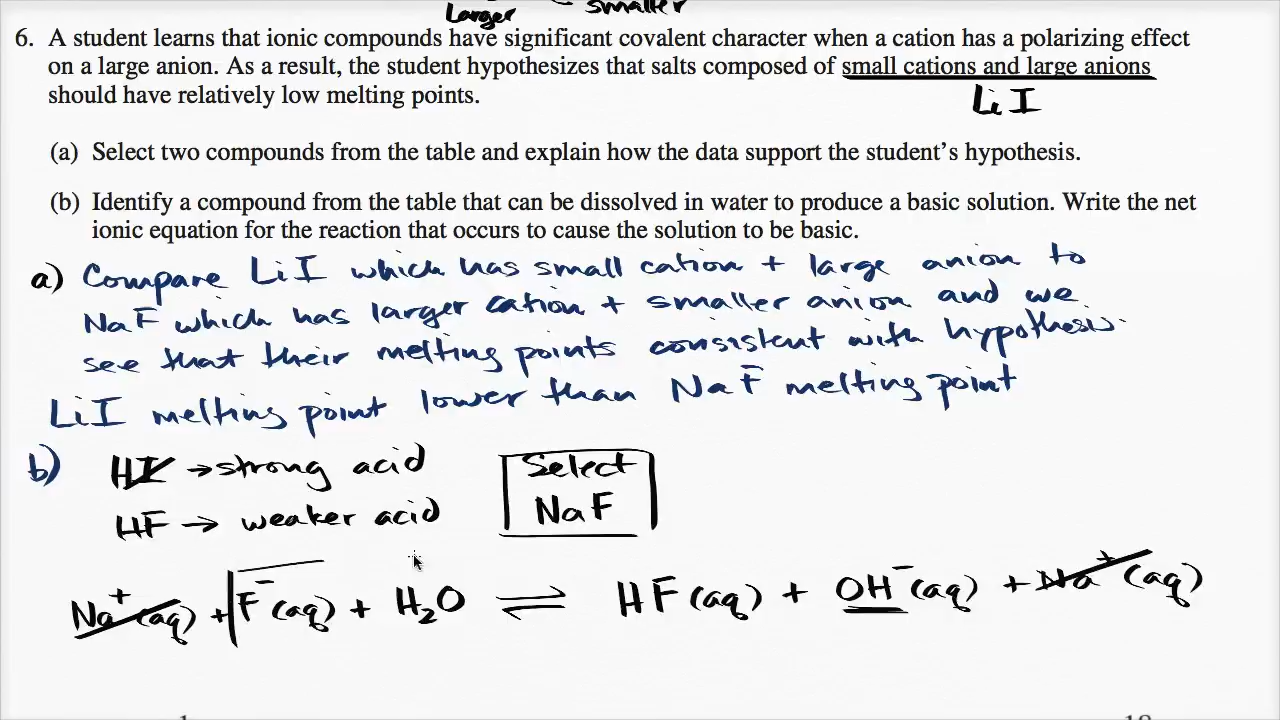 Larger smaller
6. A student learns that ionic compounds have significant covalent character when a cation has a polarizing effect
on a large anion. As a result, the student hypothesizes that salts composed of small cations and large anions
should have relatively low melting points.
LiI
(a) Select two compounds from the table and explain how the data support the student's hypothesis.
(b) Identify a compound from the table that can be dissolved in water to produce a basic solution. Write the net
ionic equation for the reaction that occurs to cause the solution to be basic.
a) Compare LiI which has small cation + large anion to
NaF which has larger cation + smaller anion and we
see that their melting points consistent with hypothesis.
LiI melting point lower than NaF melting point
b) HI → strong acid
HF → weaker acid
Select
NaF
Na⁺(aq) + F⁻(aq) + H₂O ⇌ HF(aq) + OH⁻(aq) + Na⁺(aq)